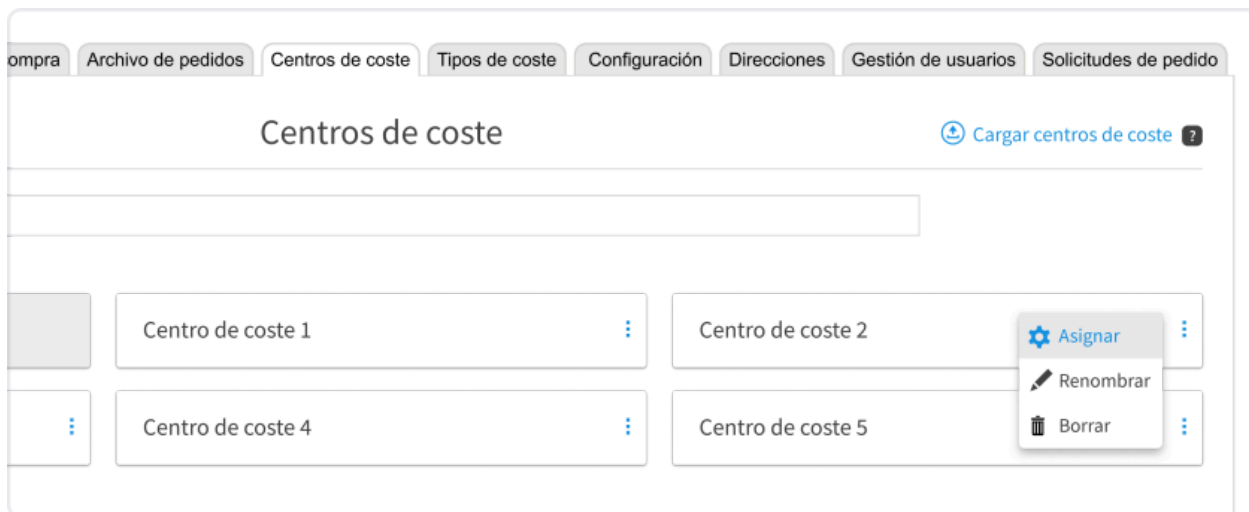 ompra Archivo de pedidos Centros de coste Tipos de coste Configuración Direcciones Gestión de usuarios Solicitudes de pedido
Centros de coste Cargar centros de coste ?
Centro de coste 1 Centro de coste 2
Asignar
Renombrar
Borrar
Centro de coste 4 Centro de coste 5